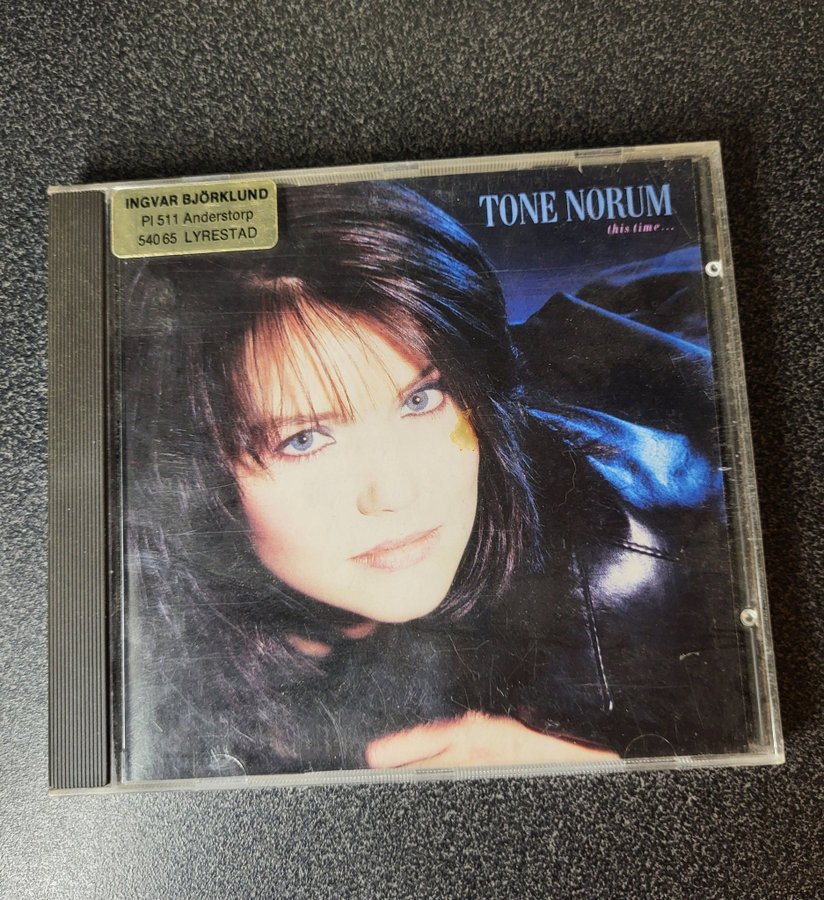 INGVAR BJÖRKLUND
Pl 511 Anderstorp
540 65 LYRESTAD
TONE NORUM
this time...